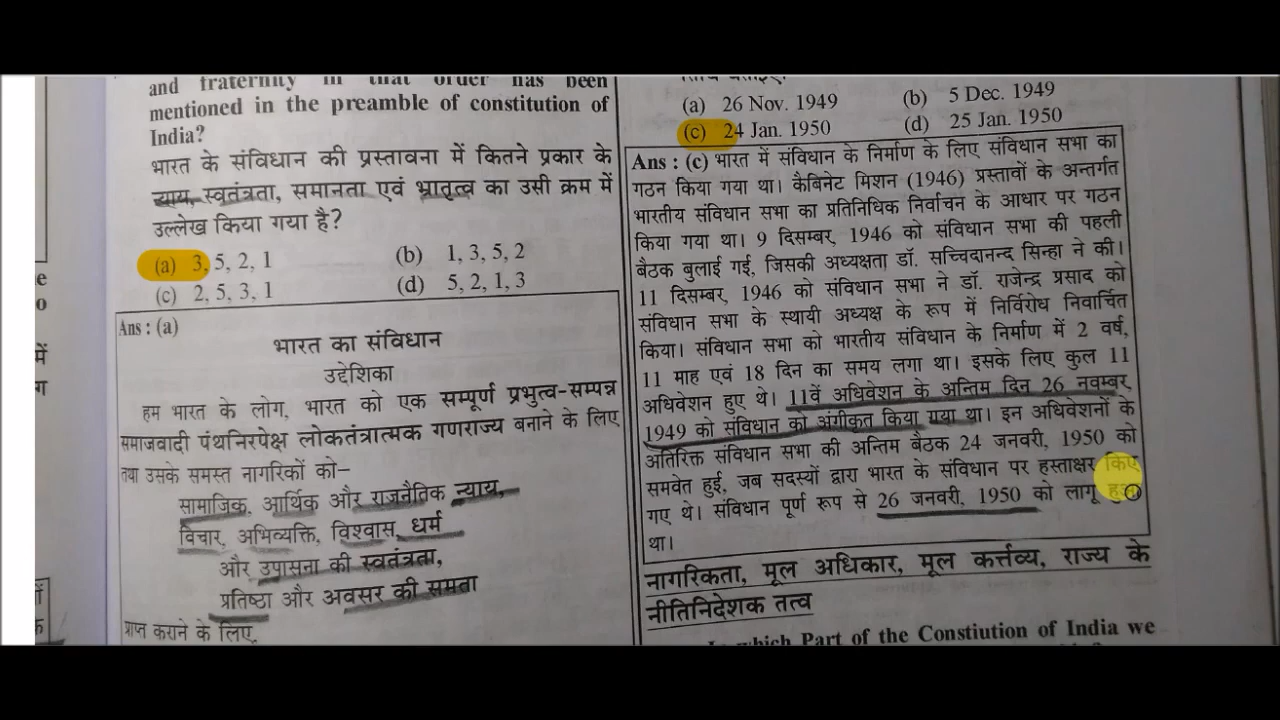 and fraternity in that order has been
mentioned in the preamble of constitution of
India?
भारत के संविधान की प्रस्तावना में कितने प्रकार के
न्याय, स्वतंत्रता, समानता एवं भ्रातृत्व का उसी क्रम में
उल्लेख किया गया है?
(a) 3, 5, 2, 1 (b) 1, 3, 5, 2
(c) 2, 5, 3, 1 (d) 5, 2, 1, 3
Ans : (a)
भारत का संविधान
उद्देशिका
हम भारत के लोग, भारत को एक सम्पूर्ण प्रभुत्व-सम्पन्न
समाजवादी पंथनिरपेक्ष लोकतंत्रात्मक गणराज्य बनाने के लिए
तथा उसके समस्त नागरिकों को–
सामाजिक, आर्थिक और राजनैतिक न्याय,
विचार, अभिव्यक्ति, विश्वास, धर्म
और उपासना की स्वतंत्रता,
प्रतिष्ठा और अवसर की समता
प्राप्त कराने के लिए,
(a) 26 Nov. 1949 (b) 5 Dec. 1949
(c) 24 Jan. 1950 (d) 25 Jan. 1950
Ans : (c) भारत में संविधान के निर्माण के लिए संविधान सभा का
गठन किया गया था। कैबिनेट मिशन (1946) प्रस्तावों के अन्तर्गत
भारतीय संविधान सभा का प्रतिनिधिक निर्वाचन के आधार पर गठन
किया गया था। 9 दिसम्बर, 1946 को संविधान सभा की पहली
बैठक बुलाई गई, जिसकी अध्यक्षता डॉ. सच्चिदानन्द सिन्हा ने की।
11 दिसम्बर, 1946 को संविधान सभा ने डॉ. राजेन्द्र प्रसाद को
संविधान सभा के स्थायी अध्यक्ष के रूप में निर्विरोध निवार्चित
किया। संविधान सभा को भारतीय संविधान के निर्माण में 2 वर्ष,
11 माह एवं 18 दिन का समय लगा था। इसके लिए कुल 11
अधिवेशन हुए थे। 11वें अधिवेशन के अन्तिम दिन 26 नवम्बर,
1949 को संविधान को अंगीकृत किया गया था। इन अधिवेशनों के
अतिरिक्त संविधान सभा की अन्तिम बैठक 24 जनवरी, 1950 को
समवेत हुई, जब सदस्यों द्वारा भारत के संविधान पर हस्ताक्षर किए
गए थे। संविधान पूर्ण रूप से 26 जनवरी, 1950 को लागू हुआ
था।
नागरिकता, मूल अधिकार, मूल कर्त्तव्य, राज्य के
नीतिनिदेशक तत्व
which Part of the Constiution of India we